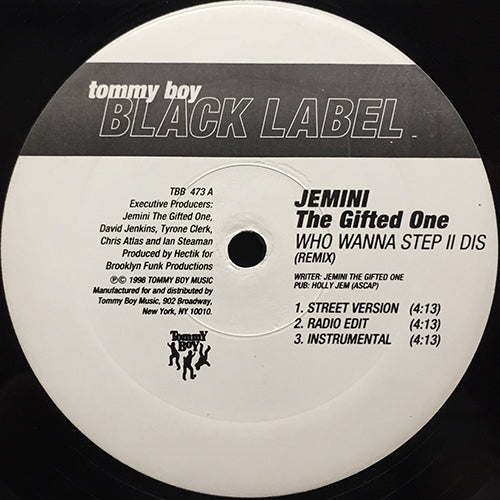 tommy boy
BLACK LABEL
TBB 473 A
Executive Producers:
Jemini The Gifted One,
David Jenkins, Tyrone Clerk,
Chris Atlas and Ian Steaman
Produced by Hectik for
Brooklyn Funk Productions
℗© 1998 TOMMY BOY MUSIC
Manufactured for and distributed by
Tommy Boy Music, 902 Broadway,
New York, NY, 10010.
TommY
Boy
JEMINI
The Gifted One
WHO WANNA STEP II DIS
(REMIX)
WRITER: JEMINI THE GIFTED ONE
PUB: HOLLY JEM (ASCAP)
1. STREET VERSION (4:13)
2. RADIO EDIT (4:13)
3. INSTRUMENTAL (4:13)